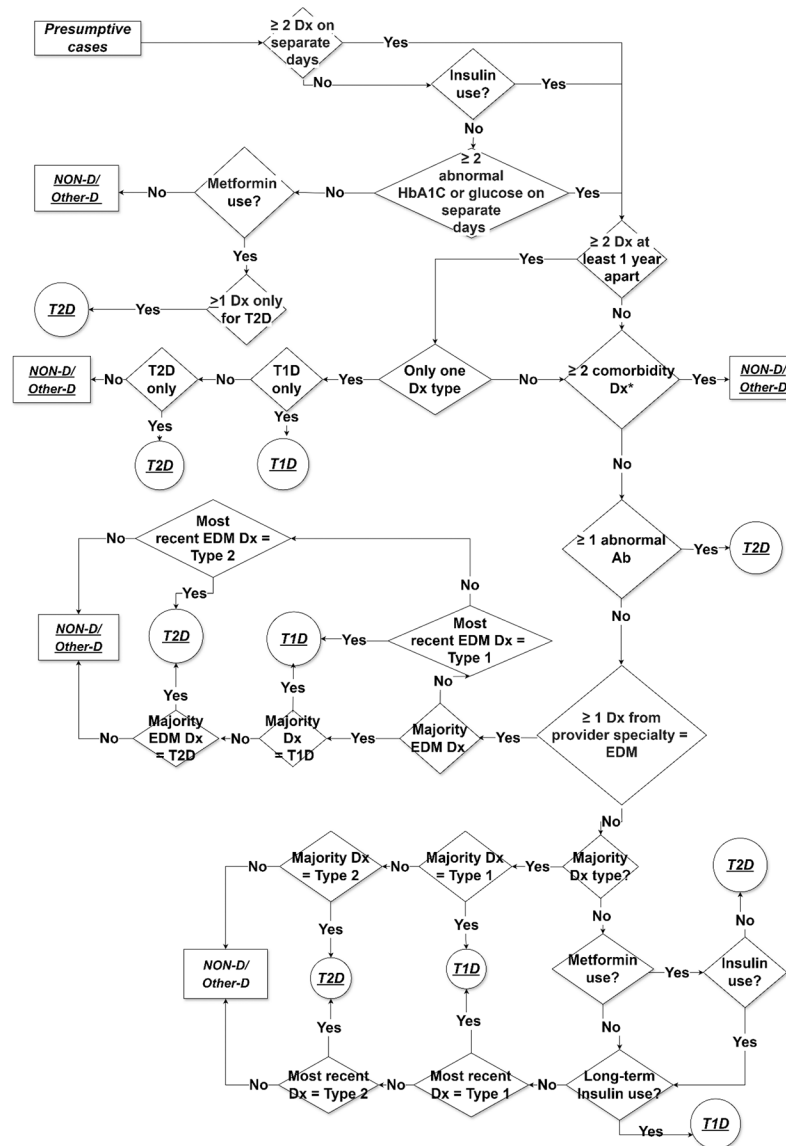 Presumptive
cases
≥ 2 Dx on
separate
days
Yes
No
Insulin
use?
Yes
No
≥ 2
abnormal
HbA1C or glucose on
separate
days
Yes
No
Metformin
use?
No
NON-D/
Other-D
Yes
≥1 Dx only
for T2D
Yes
T2D
≥ 2 Dx at
least 1 year
apart
Yes
No
Only one
Dx type
Yes
No
T1D
only
No
Yes
T1D
T2D
only
No
Yes
T2D
NON-D/
Other-D
≥ 2 comorbidity
Dx*
Yes
NON-D/
Other-D
No
≥ 1 abnormal
Ab
Yes
T2D
No
≥ 1 Dx from
provider specialty =
EDM
Yes
No
Majority
EDM Dx
Yes
No
Most
recent EDM Dx =
Type 1
Yes
T1D
No
Most
recent EDM Dx =
Type 2
No
Yes
T2D
NON-D/
Other-D
Majority
Dx
= T1D
Yes
No
Majority
EDM Dx
= T2D
Yes
No
Majority
Dx type?
Yes
No
Majority Dx
= Type 1
No
Yes
T1D
Majority Dx
= Type 2
No
Yes
T2D
NON-D/
Other-D
Metformin
use?
Yes
No
Insulin
use?
No
T2D
Yes
Long-term
Insulin use?
Yes
T1D
No
Most recent
Dx = Type 1
Yes
No
Most recent
Dx = Type 2
Yes
No